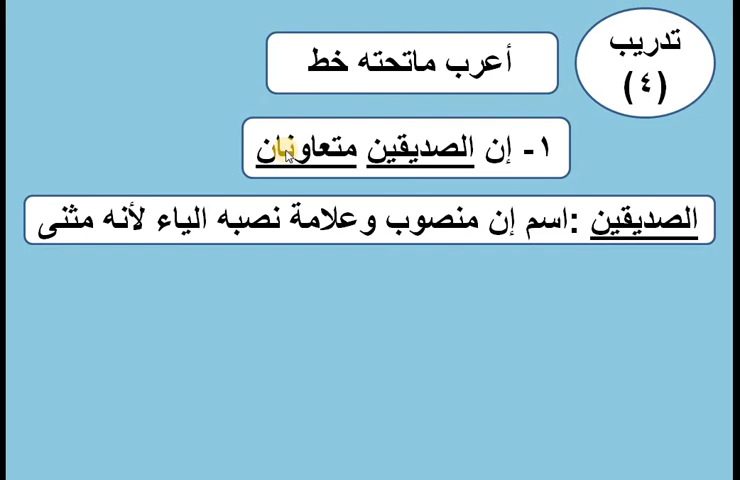 تدريب
(٤)
أعرب ماتحته خط
١- إن الصديقين متعاونان
الصديقين :اسم إن منصوب وعلامة نصبه الياء لأنه مثنى